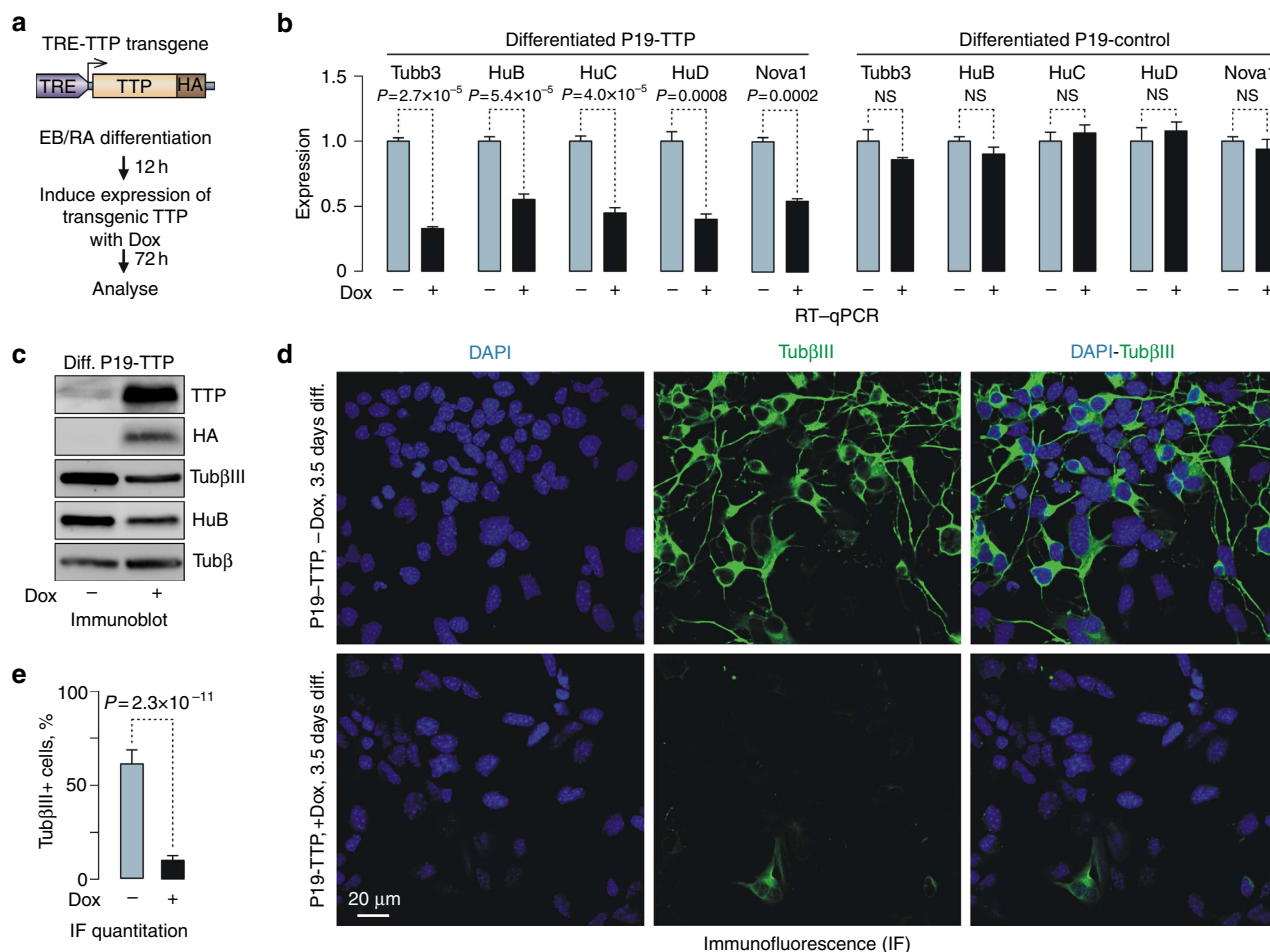 a
TRE-TTP transgene
TRE TTP HA
EB/RA differentiation
12 h
Induce expression of
transgenic TTP
with Dox
72 h
Analyse
b
Differentiated P19-TTP Differentiated P19-control
Tubb3 HuB HuC HuD Nova1 Tubb3 HuB HuC HuD Nova1
P=2.7×10⁻⁵ P=5.4×10⁻⁵ P=4.0×10⁻⁵ P=0.0008 P=0.0002 NS NS NS NS NS
Expression
1.5
1.0
0.5
0
Dox − + − + − + − + − + − + − + − + − + − +
RT–qPCR
c
Diff. P19-TTP
TTP
HA
TubβIII
HuB
Tubβ
Dox − +
Immunoblot
d
DAPI TubβIII DAPI-TubβIII
P19–TTP, –Dox, 3.5 days diff.
P19-TTP,+Dox, 3.5 days diff.
20 μm
Immunofluorescence (IF)
e
TubβIII+ cells, %
100
50
0
P=2.3×10⁻¹¹
Dox − +
IF quantitation